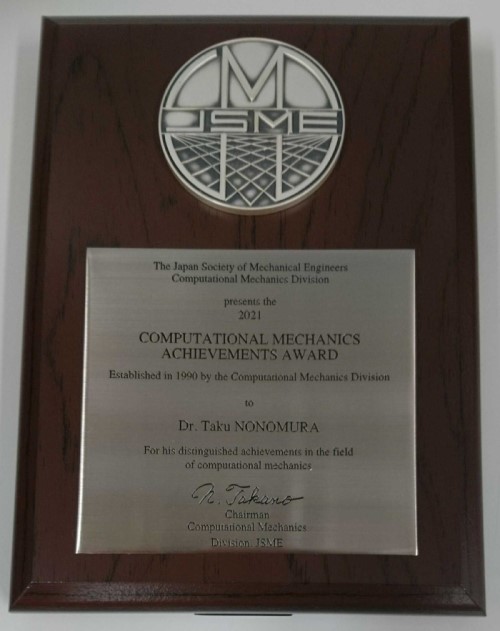 CM
JSME
The Japan Society of Mechanical Engineers
Computational Mechanics Division
presents the
2021
COMPUTATIONAL MECHANICS
ACHIEVEMENTS AWARD
Established in 1990 by the Computational Mechanics Division
to
Dr. Taku NONOMURA
For his distinguished achievements in the field
of computational mechanics
N. Takano
Chairman
Computational Mechanics
Division, JSME